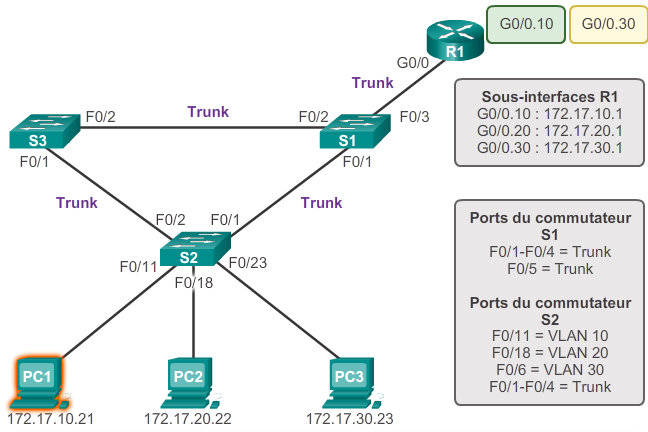 G0/0.10
G0/0.30
R1
G0/0
Trunk
Sous-interfaces R1
G0/0.10 : 172.17.10.1
G0/0.20 : 172.17.20.1
G0/0.30 : 172.17.30.1
F0/2
Trunk
F0/2
F0/3
S3
S1
F0/1
F0/1
Trunk
Trunk
F0/2
F0/1
S2
F0/11
F0/18
F0/23
Ports du commutateur
S1
F0/1-F0/4 = Trunk
F0/5 = Trunk
Ports du commutateur
S2
F0/11 = VLAN 10
F0/18 = VLAN 20
F0/6 = VLAN 30
F0/1-F0/4 = Trunk
PC1
PC2
PC3
172.17.10.21
172.17.20.22
172.17.30.23